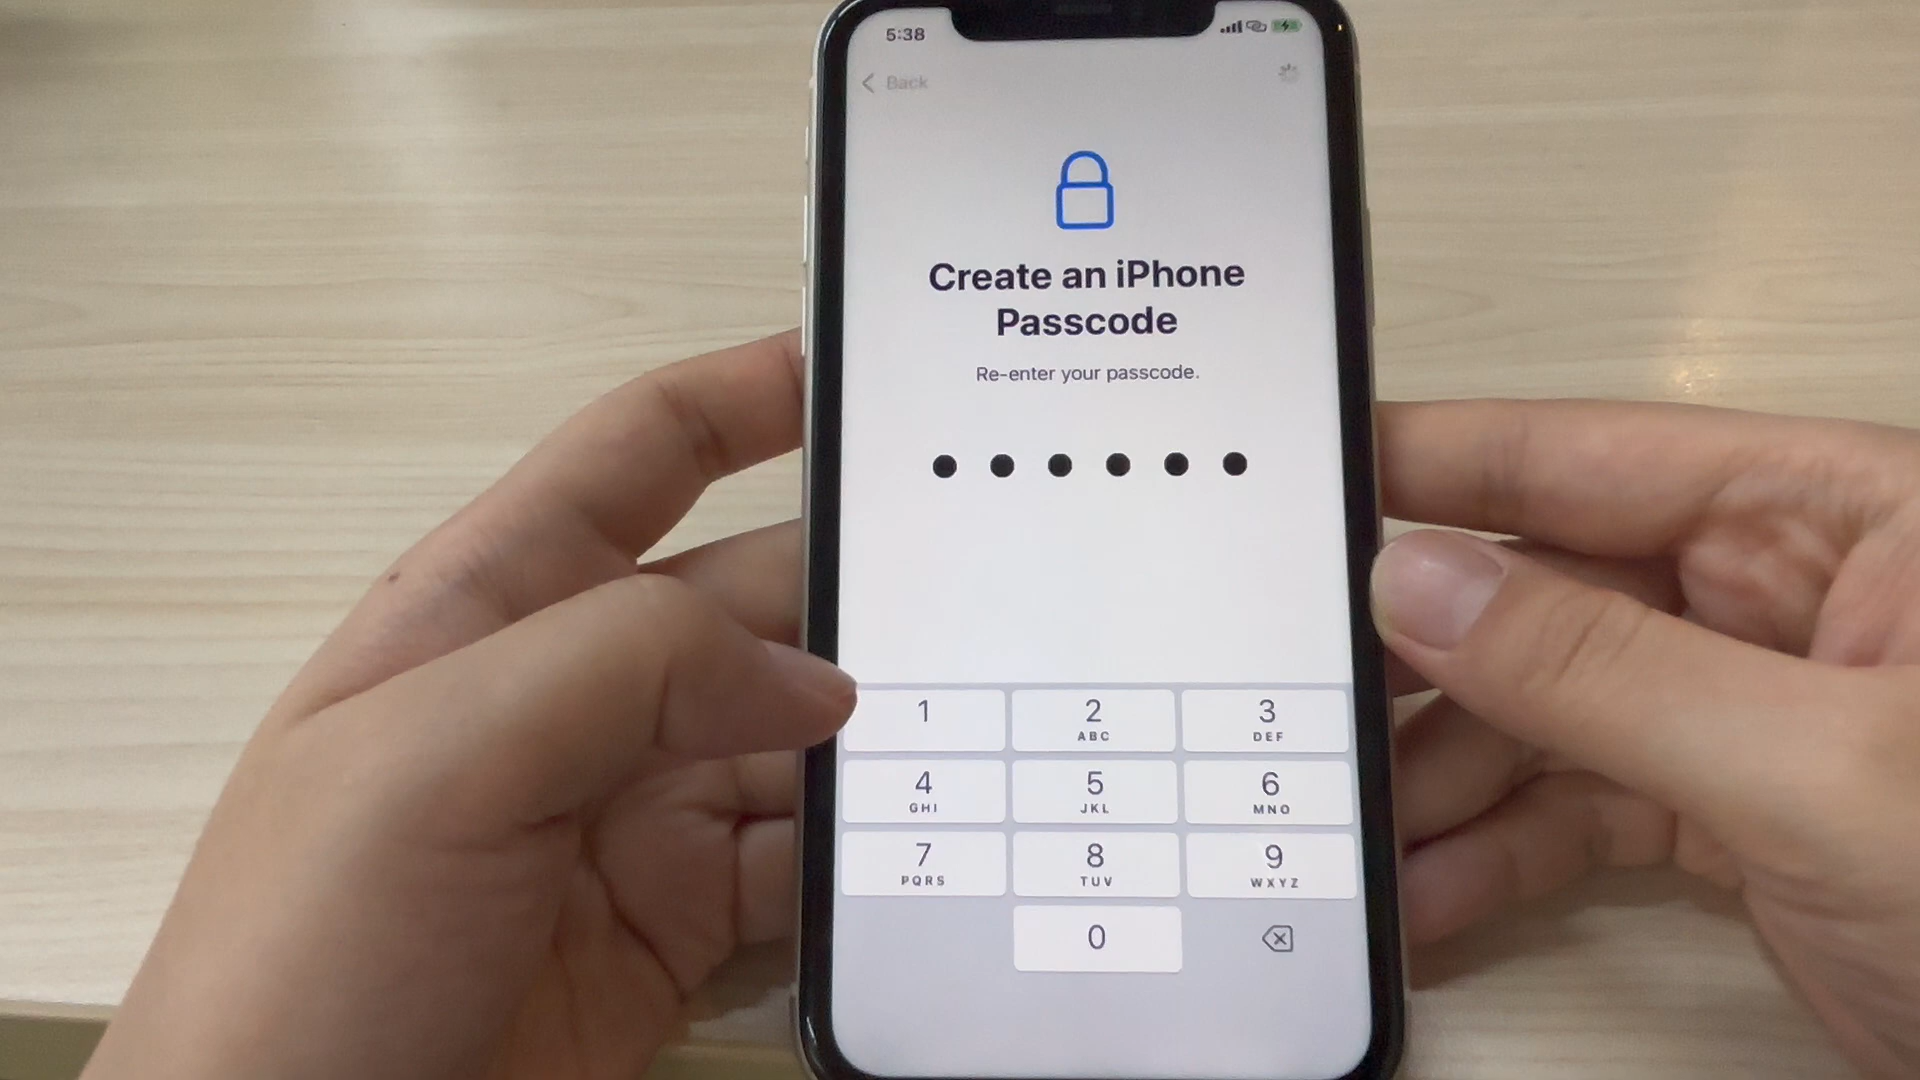 5:38
Back
Create an iPhone
Passcode
Re-enter your passcode.
1
2
ABC
3
DEF
4
GHI
5
JKL
6
MNO
7
PQRS
8
TUV
9
WXYZ
0